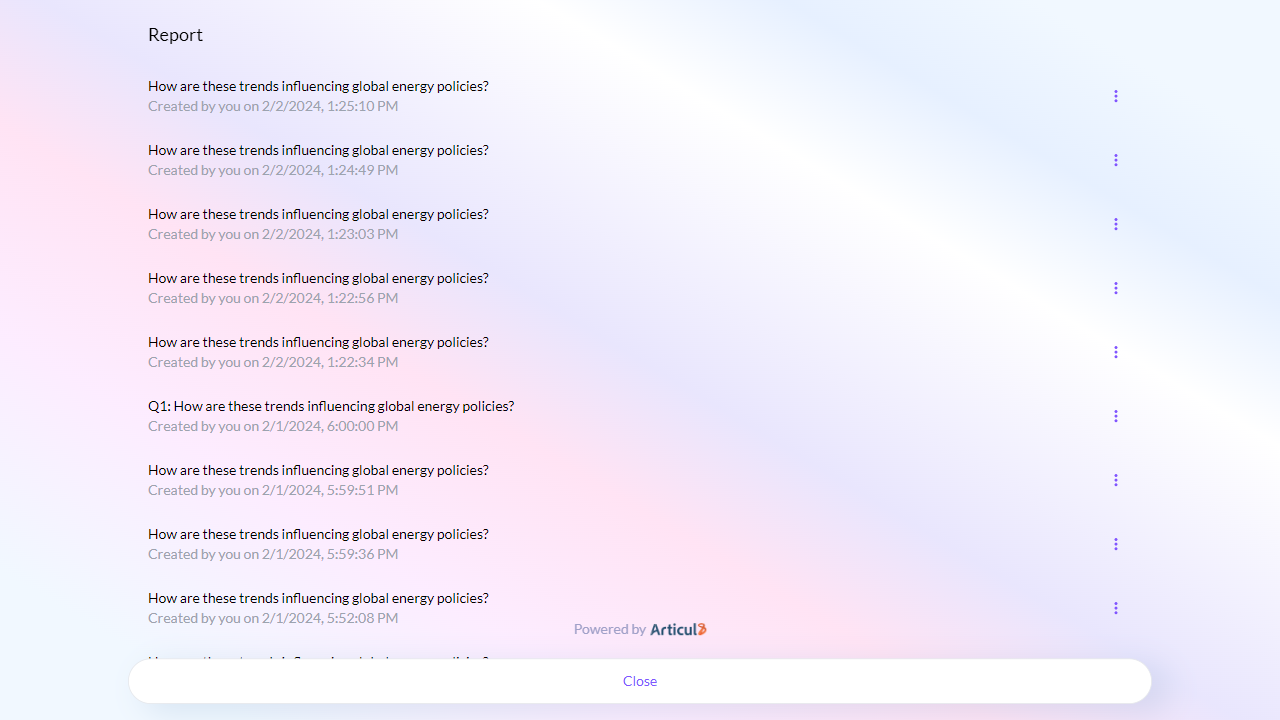 Report
How are these trends influencing global energy policies?
Created by you on 2/2/2024, 1:25:10 PM
How are these trends influencing global energy policies?
Created by you on 2/2/2024, 1:24:49 PM
How are these trends influencing global energy policies?
Created by you on 2/2/2024, 1:23:03 PM
How are these trends influencing global energy policies?
Created by you on 2/2/2024, 1:22:56 PM
How are these trends influencing global energy policies?
Created by you on 2/2/2024, 1:22:34 PM
Q1: How are these trends influencing global energy policies?
Created by you on 2/1/2024, 6:00:00 PM
How are these trends influencing global energy policies?
Created by you on 2/1/2024, 5:59:51 PM
How are these trends influencing global energy policies?
Created by you on 2/1/2024, 5:59:36 PM
How are these trends influencing global energy policies?
Created by you on 2/1/2024, 5:52:08 PM
Powered by Articul8
Close